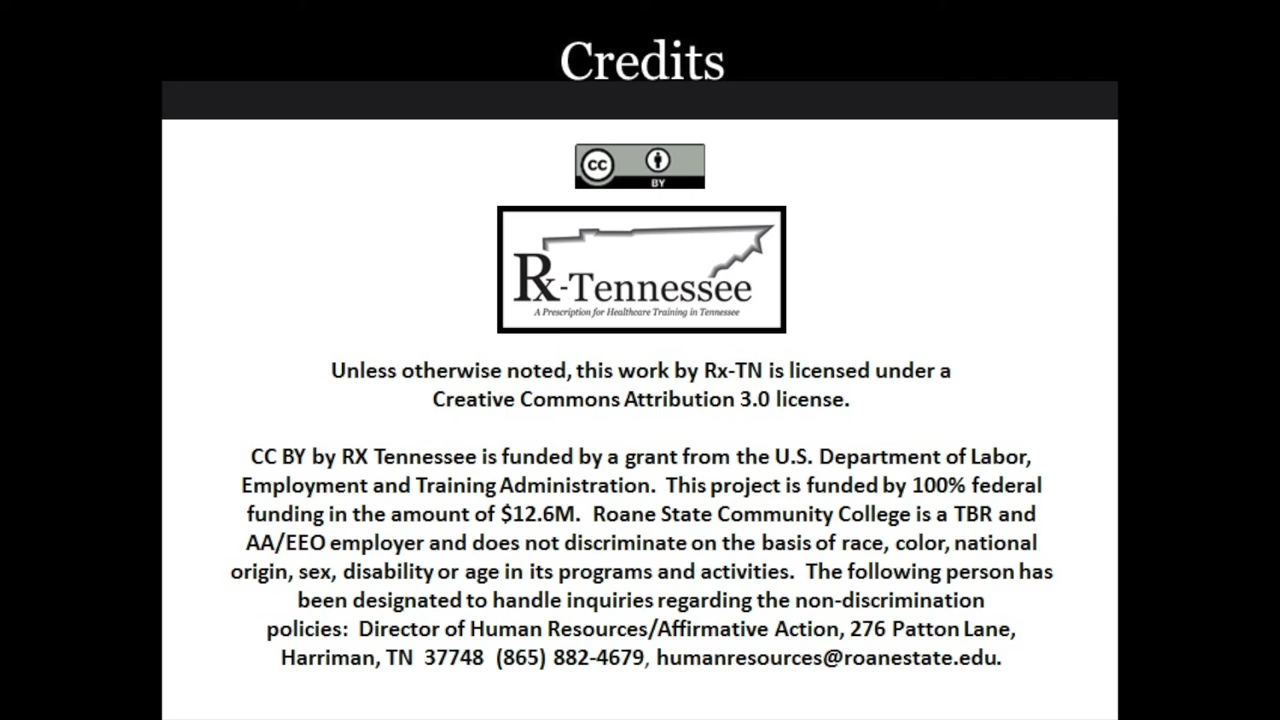 Credits
CC BY
Rx-Tennessee
A Prescription for Healthcare Training in Tennessee
Unless otherwise noted, this work by Rx-TN is licensed under a
Creative Commons Attribution 3.0 license.
CC BY by RX Tennessee is funded by a grant from the U.S. Department of Labor,
Employment and Training Administration.  This project is funded by 100% federal
funding in the amount of $12.6M.  Roane State Community College is a TBR and
AA/EEO employer and does not discriminate on the basis of race, color, national
origin, sex, disability or age in its programs and activities.  The following person has
been designated to handle inquiries regarding the non-discrimination
policies:  Director of Human Resources/Affirmative Action, 276 Patton Lane,
Harriman, TN  37748  (865) 882-4679, humanresources@roanestate.edu.